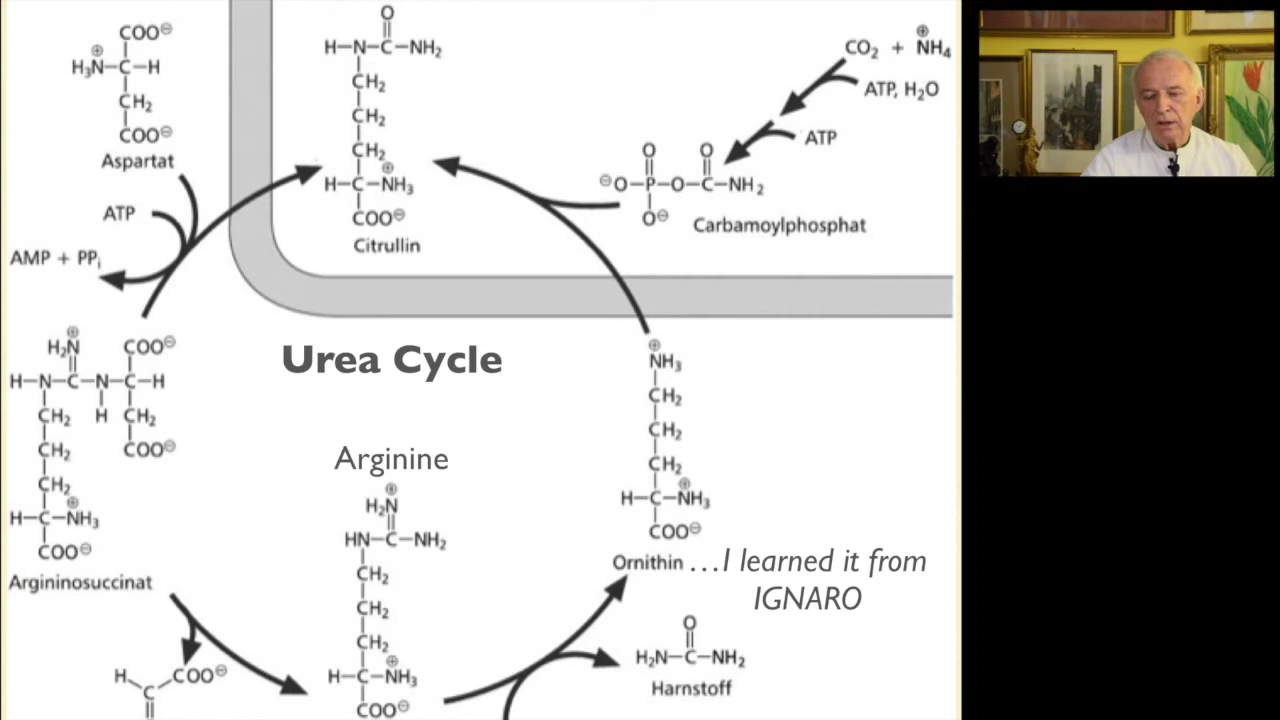 COO⊖
H₃N⊕–C–H
CH₂
COO⊖
Aspartat
ATP
AMP + PPᵢ
O
H–N–C–NH₂
CH₂
CH₂
CH₂
H–C–NH₃⊕
COO⊖
Citrullin
CO₂ + NH₄⊕
ATP, H₂O
ATP
O O
⊖O–P–O–C–NH₂
O⊖
Carbamoylphosphat
Urea Cycle
H₂N⊕ COO⊖
H–N–C–N–C–H
CH₂ H CH₂
CH₂ COO⊖
CH₂
H–C–NH₃⊕
COO⊖
Argininosuccinat
Arginine
H₂N⊕
HN–C–NH₂
CH₂
CH₂
CH₂
H–C–NH₃⊕
COO⊖
NH₃⊕
CH₂
CH₂
CH₂
H–C–NH₃⊕
COO⊖
Ornithin ...I learned it from
IGNARO
O
H₂N–C–NH₂
Harnstoff
H COO⊖
C